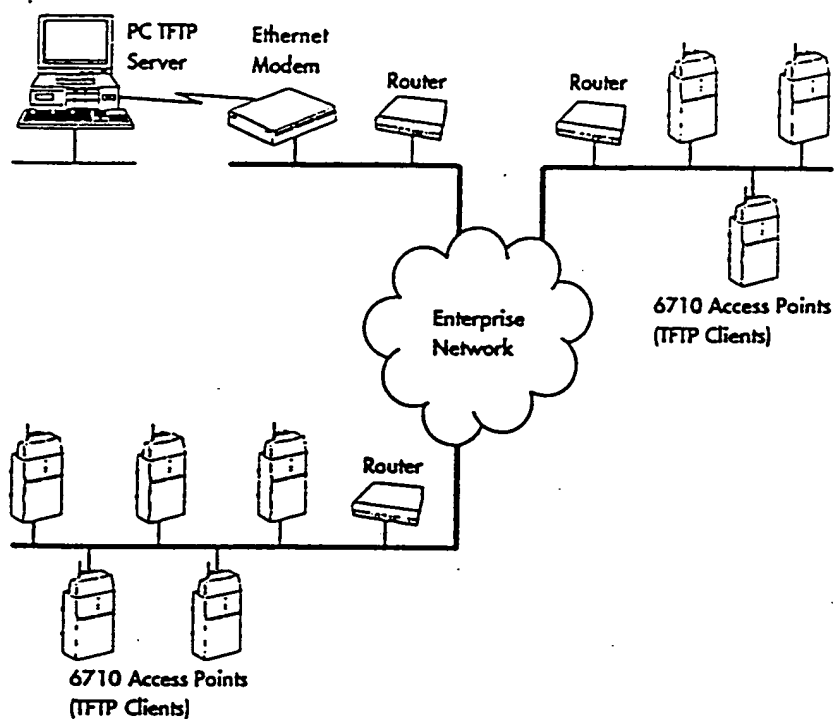 PC TFTP
Server
Ethernet
Modem
Router
Router
6710 Access Points
(TFTP Clients)
Enterprise
Network
Router
6710 Access Points
(TFTP Clients)